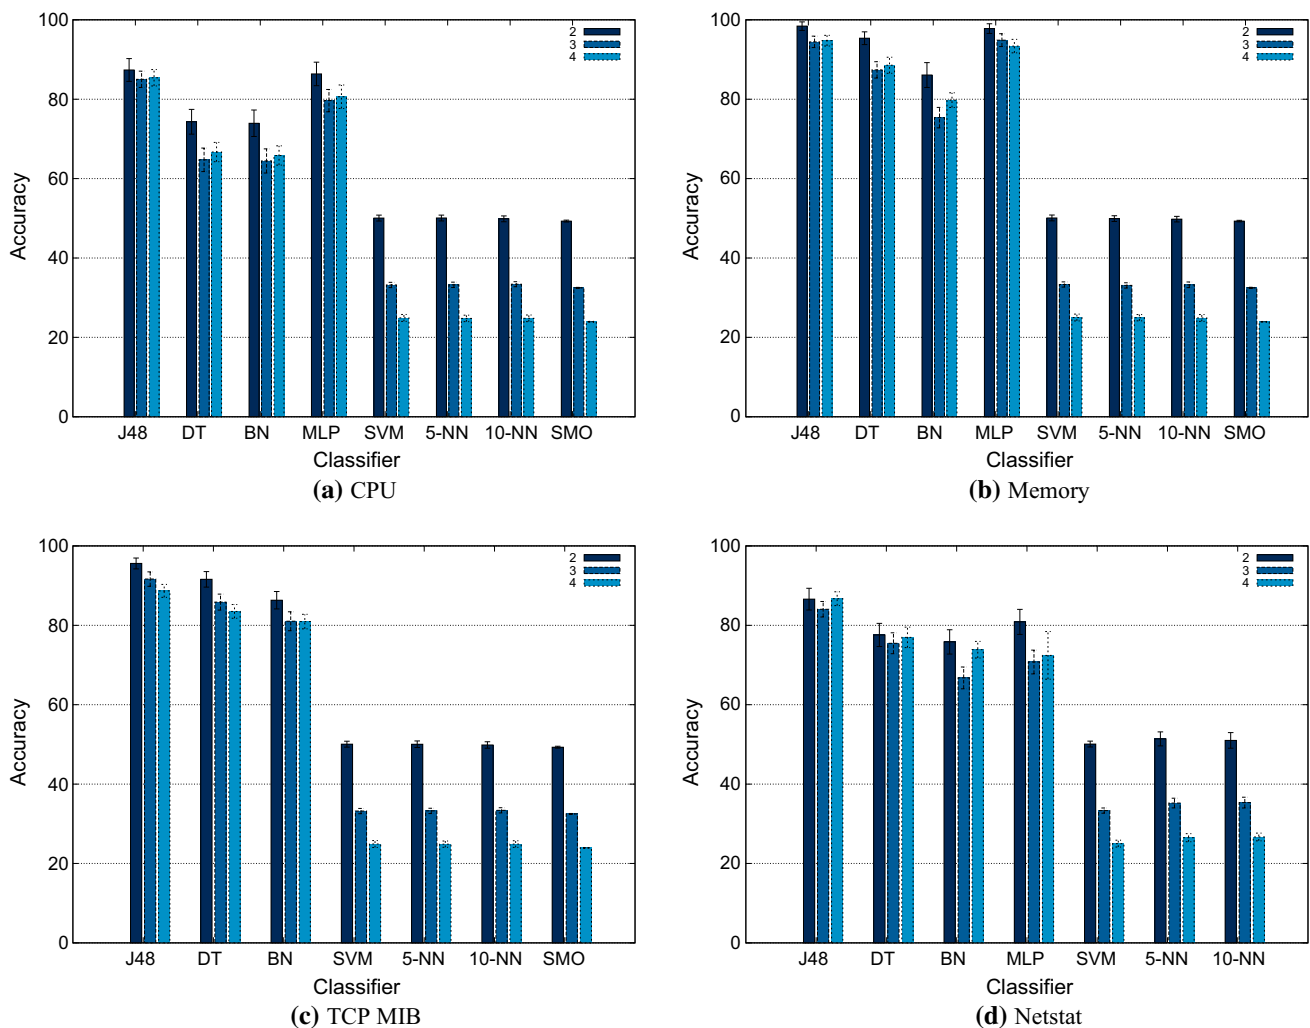 100
80
60
40
20
0
Accuracy
2
3
4
J48 DT BN MLP SVM 5-NN 10-NN SMO
Classifier
(a) CPU
100
80
60
40
20
0
Accuracy
2
3
4
J48 DT BN MLP SVM 5-NN 10-NN SMO
Classifier
(b) Memory
100
80
60
40
20
0
Accuracy
2
3
4
J48 DT BN SVM 5-NN 10-NN SMO
Classifier
(c) TCP MIB
100
80
60
40
20
0
Accuracy
2
3
4
J48 DT BN MLP SVM 5-NN 10-NN
Classifier
(d) Netstat